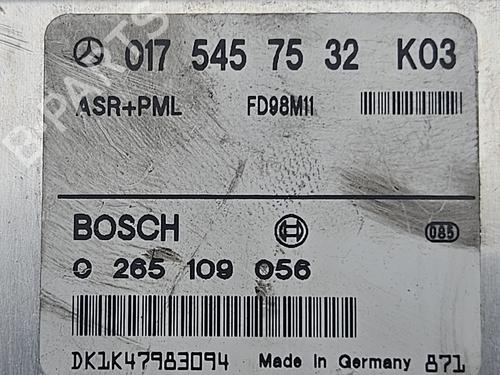 017 545 75 32 K03
ASR+PML FD98M11
BOSCH
085
0 265 109 056
DK1K47983094 Made in Germany 871
B-PARTS